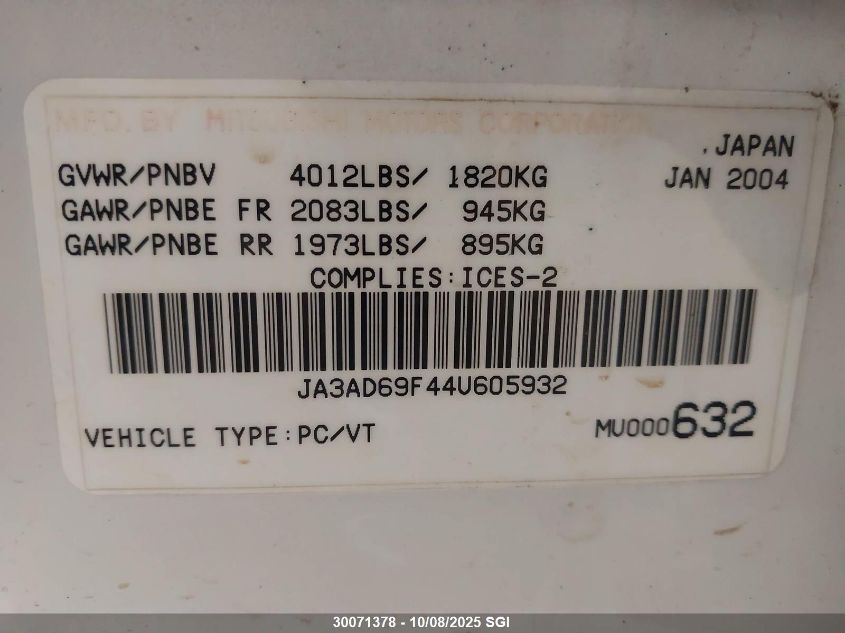 MFD. BY MITSUBISHI MOTORS CORPORATION
, JAPAN
GVWR/PNBV 4012LBS/ 1820KG JAN 2004
GAWR/PNBE FR 2083LBS/ 945KG
GAWR/PNBE RR 1973LBS/ 895KG
COMPLIES:ICES-2
JA3AD69F44U605932
VEHICLE TYPE:PC/VT MU000632
30071378 - 10/08/2025 SGI